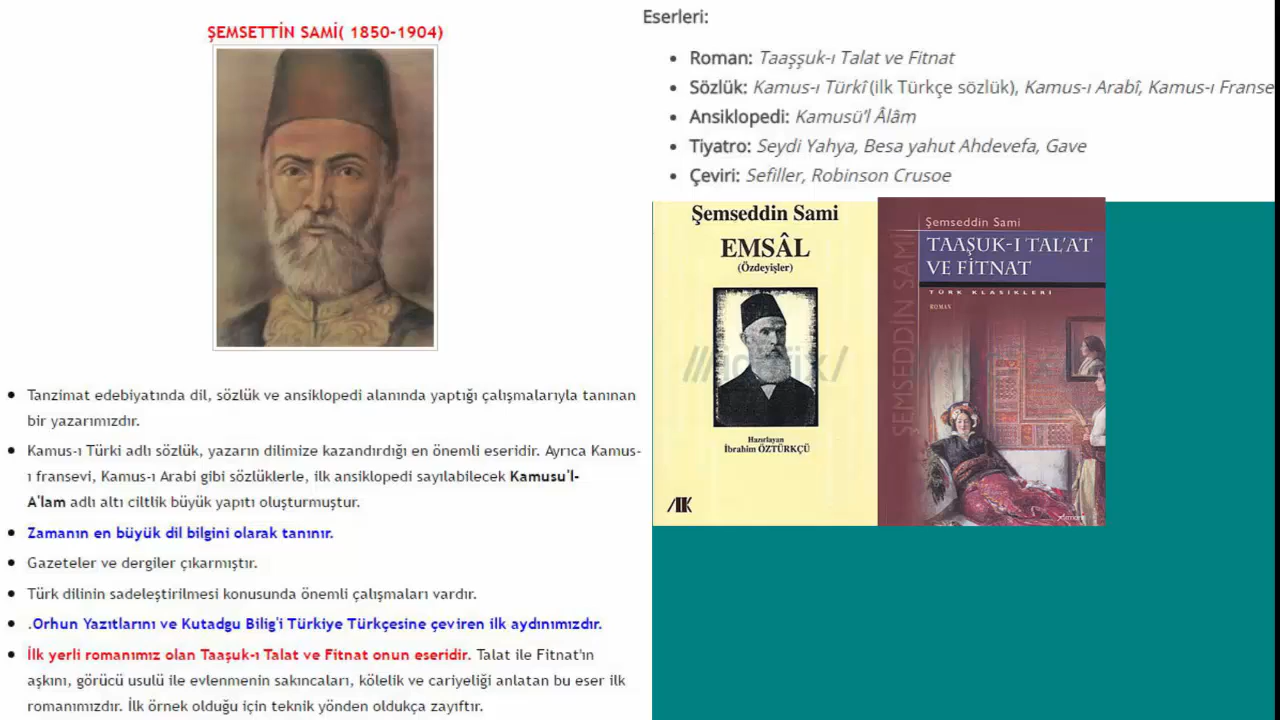 ŞEMSETTİN SAMİ( 1850-1904)
Tanzimat edebiyatında dil, sözlük ve ansiklopedi alanında yaptığı çalışmalarıyla tanınan
bir yazarımızdır.
Kamus-ı Türki adlı sözlük, yazarın dilimize kazandırdığı en önemli eseridir. Ayrıca Kamus-
ı fransevi, Kamus-ı Arabi gibi sözlüklerle, ilk ansiklopedi sayılabilecek Kamusu'l-
A'lam adlı altı ciltlik büyük yapıtı oluşturmuştur.
Zamanın en büyük dil bilgini olarak tanınır.
Gazeteler ve dergiler çıkarmıştır.
Türk dilinin sadeleştirilmesi konusunda önemli çalışmaları vardır.
.Orhun Yazıtlarını ve Kutadgu Bilig'i Türkiye Türkçesine çeviren ilk aydınımızdır.
İlk yerli romanımız olan Taaşuk-ı Talat ve Fitnat onun eseridir. Talat ile Fitnat'ın
aşkını, görücü usulü ile evlenmenin sakıncaları, kölelik ve cariyeliği anlatan bu eser ilk
romanımızdır. İlk örnek olduğu için teknik yönden oldukça zayıftır.
Eserleri:
Roman: Taaşşuk-ı Talat ve Fitnat
Sözlük: Kamus-ı Türkî (ilk Türkçe sözlük), Kamus-ı Arabî, Kamus-ı Franse
Ansiklopedi: Kamusü'l Âlâm
Tiyatro: Seydi Yahya, Besa yahut Ahdevefa, Gave
Çeviri: Sefiller, Robinson Crusoe
Şemseddin Sami
EMSÂL
(Özdeyişler)
Hazırlayan
İbrahim ÖZTÜRKÇÜ
Şemseddin Sami
TAAŞUK-I TAL'AT
VE FİTNAT
TÜRK KLASİKLERİ
ROMAN
ŞEMSEDDİN SAMİ